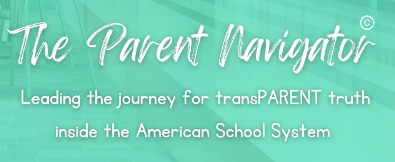 The Parent Navigator ©
Leading the journey for transPARENT truth
inside the American School System